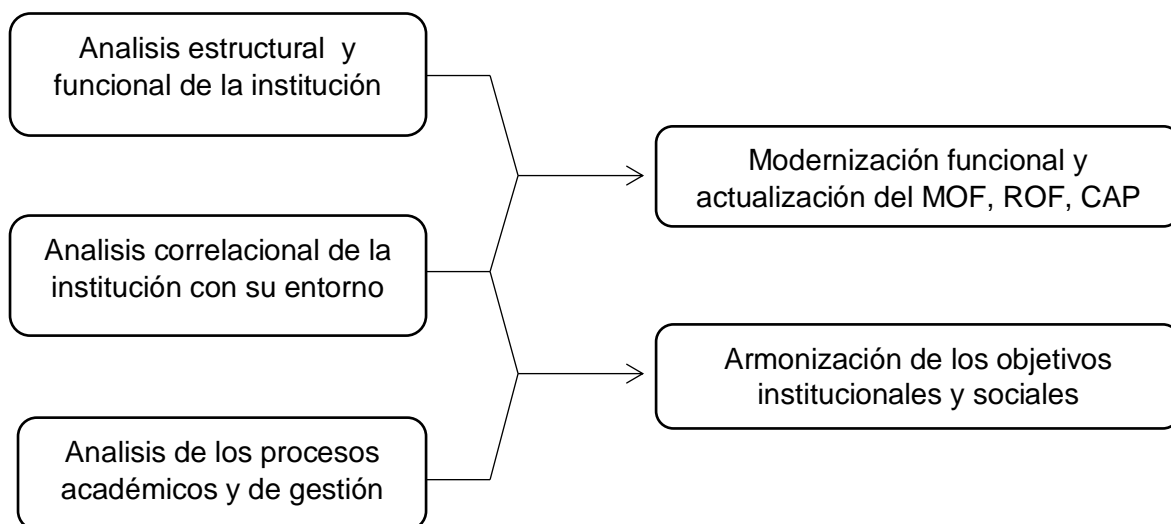 Analisis estructural y
funcional de la institución
Analisis correlacional de la
institución con su entorno
Analisis de los procesos
académicos y de gestión
Modernización funcional y
actualización del MOF, ROF, CAP
Armonización de los objetivos
institucionales y sociales